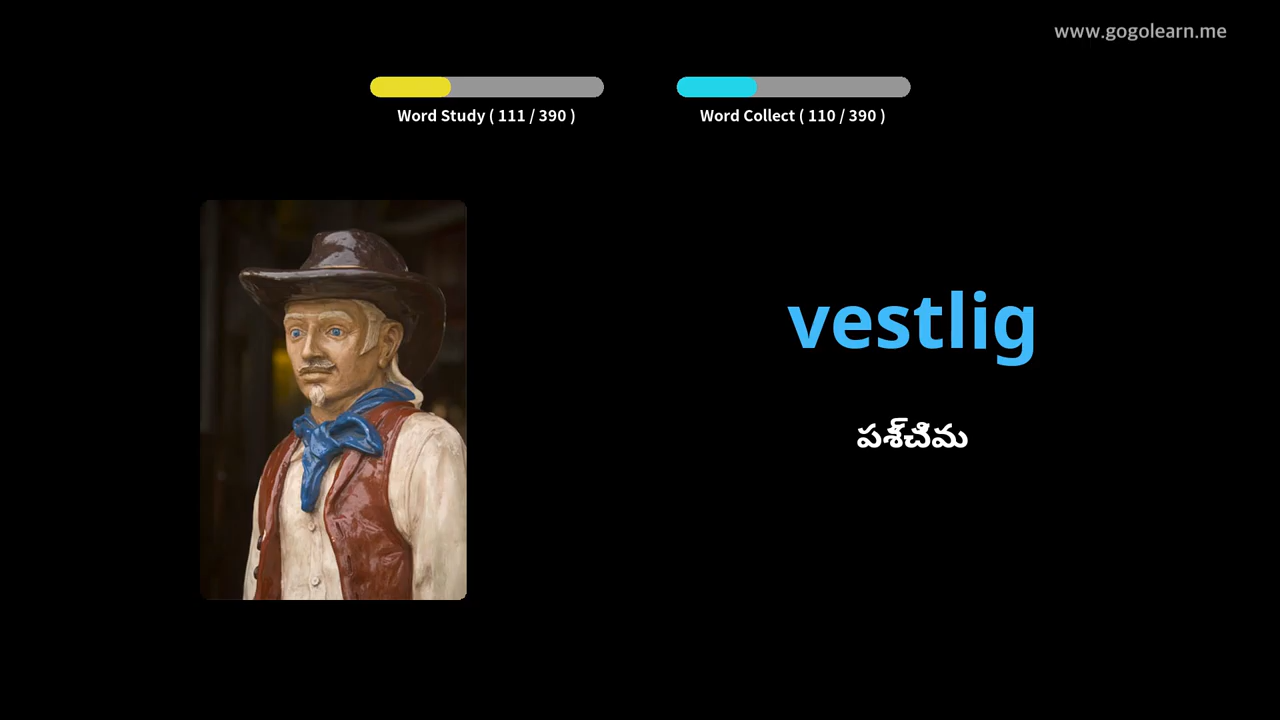 www.gogolearn.me
Word Study ( 111 / 390 )
Word Collect ( 110 / 390 )
vestlig
పశ్చిమ